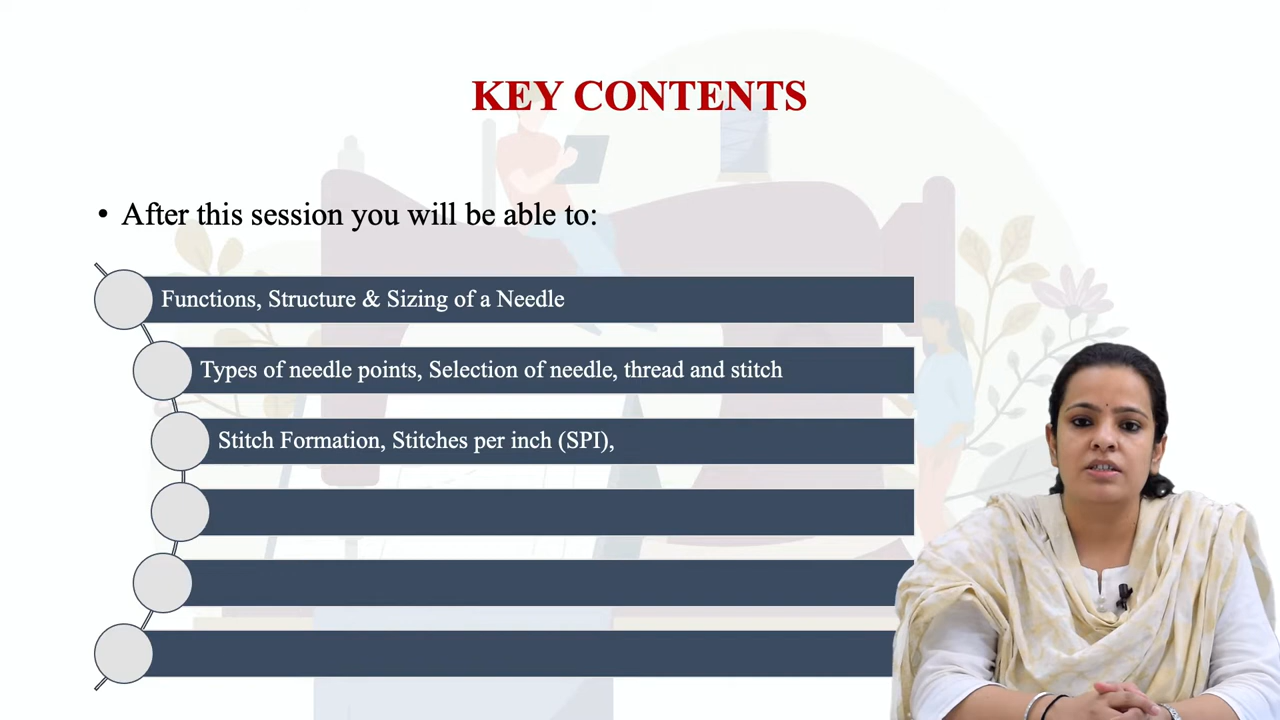 KEY CONTENTS
• After this session you will be able to:
Functions, Structure & Sizing of a Needle
Types of needle points, Selection of needle, thread and stitch
Stitch Formation, Stitches per inch (SPI),